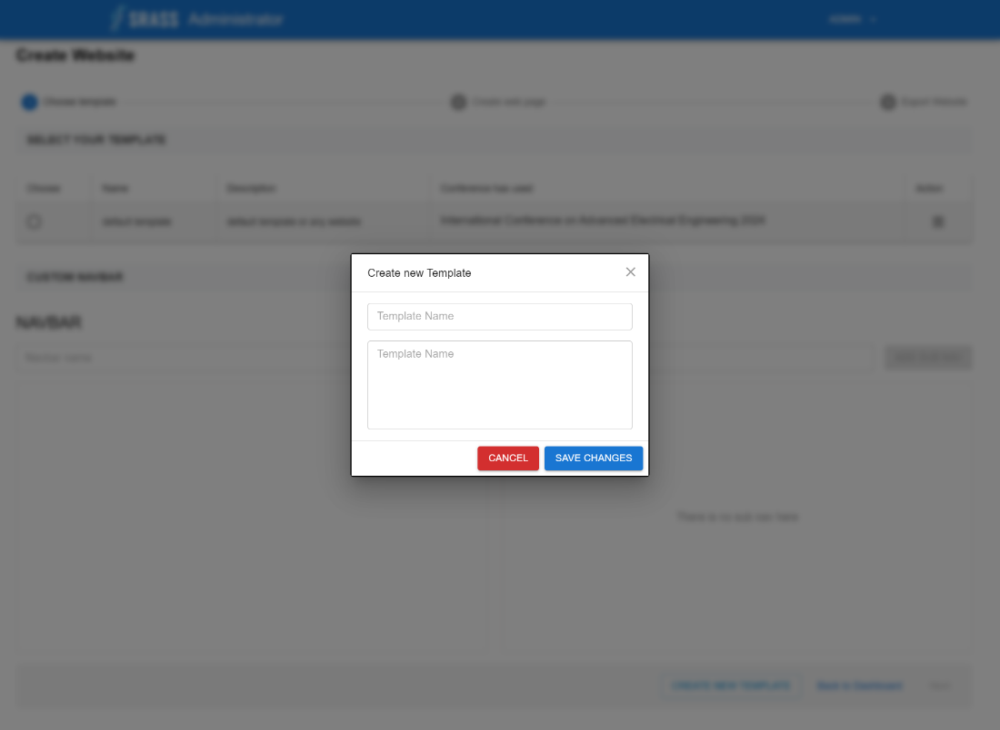 SRASS Administrator
ADMIN
Create Website
Choose template
Create web page
Export Website
SELECT YOUR TEMPLATE
Choose
Name
Description
Conference has used
Action
default template
default template in any website
International Conference on Advanced Electrical Engineering 2024
CUSTOM NAVBAR
NAVBAR
Navbar name
Create new Template
Template Name
Template Name
CANCEL
SAVE CHANGES
There is no sub nav here
CREATE NEW TEMPLATE
Back to Dashboard